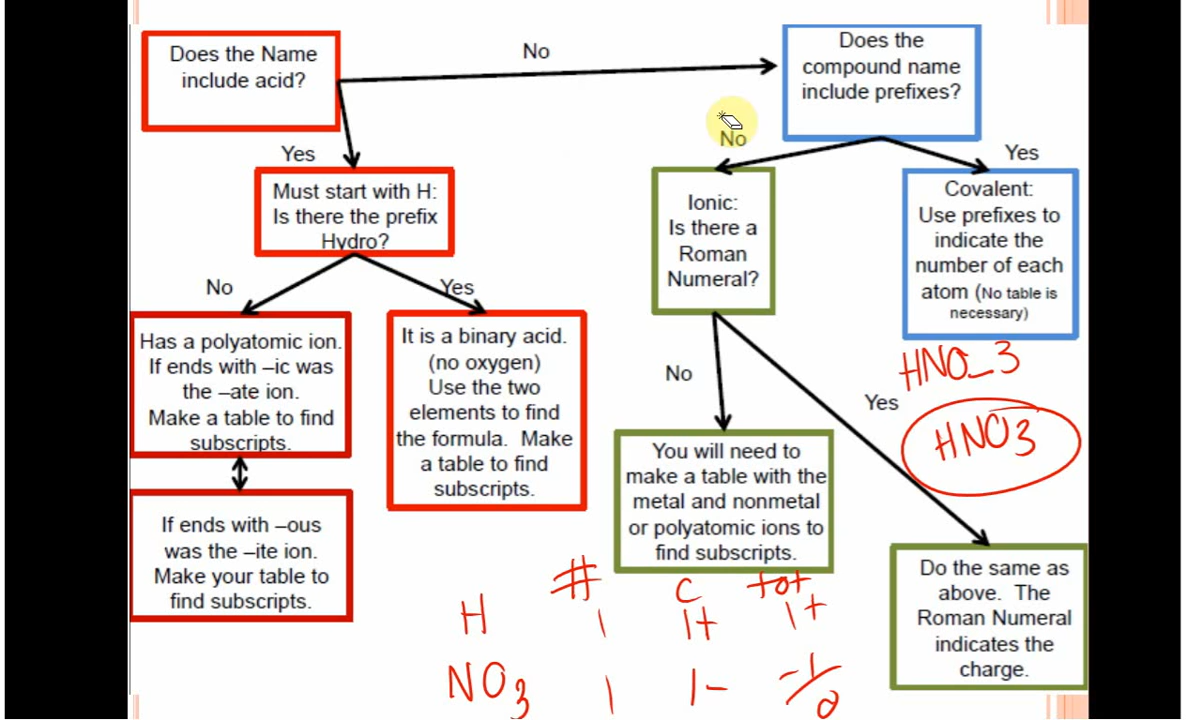 Does the Name
include acid?
No
Does the
compound name
include prefixes?
Yes
No
Yes
Must start with H:
Is there the prefix
Hydro?
Ionic:
Is there a
Roman
Numeral?
Covalent:
Use prefixes to
indicate the
number of each
atom (No table is
necessary)
No
Yes
Has a polyatomic ion.
If ends with –ic was
the –ate ion.
Make a table to find
subscripts.
It is a binary acid.
(no oxygen)
Use the two
elements to find
the formula. Make
a table to find
subscripts.
No
Yes
HNO_3
HNO3
You will need to
make a table with the
metal and nonmetal
or polyatomic ions to
find subscripts.
If ends with –ous
was the –ite ion.
Make your table to
find subscripts.
Do the same as
above. The
Roman Numeral
indicates the
charge.
# C tot
H 1 1+ 1+
NO3 1 1- -1
0